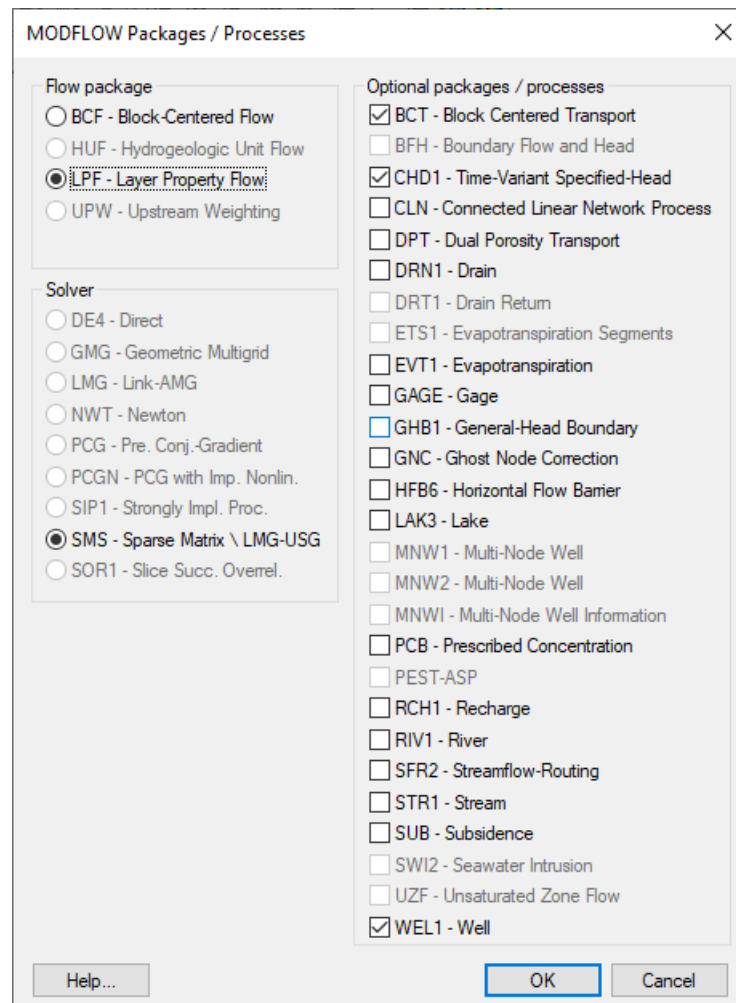 MODFLOW Packages / Processes
Flow package
BCF - Block-Centered Flow
HUF - Hydrogeologic Unit Flow
LPF - Layer Property Flow
UPW - Upstream Weighting
Solver
DE4 - Direct
GMG - Geometric Multigrid
LMG - Link-AMG
NWT - Newton
PCG - Pre. Conj.-Gradient
PCGN - PCG with Imp. Nonlin.
SIP1 - Strongly Impl. Proc.
SMS - Sparse Matrix \ LMG-USG
SOR1 - Slice Succ. Overrel.
Optional packages / processes
BCT - Block Centered Transport
BFH - Boundary Flow and Head
CHD1 - Time-Variant Specified-Head
CLN - Connected Linear Network Process
DPT - Dual Porosity Transport
DRN1 - Drain
DRT1 - Drain Return
ETS1 - Evapotranspiration Segments
EVT1 - Evapotranspiration
GAGE - Gage
GHB1 - General-Head Boundary
GNC - Ghost Node Correction
HFB6 - Horizontal Flow Barrier
LAK3 - Lake
MNW1 - Multi-Node Well
MNW2 - Multi-Node Well
MNWI - Multi-Node Well Information
PCB - Prescribed Concentration
PEST-ASP
RCH1 - Recharge
RIV1 - River
SFR2 - Streamflow-Routing
STR1 - Stream
SUB - Subsidence
SWI2 - Seawater Intrusion
UZF - Unsaturated Zone Flow
WEL1 - Well
Help...
OK
Cancel